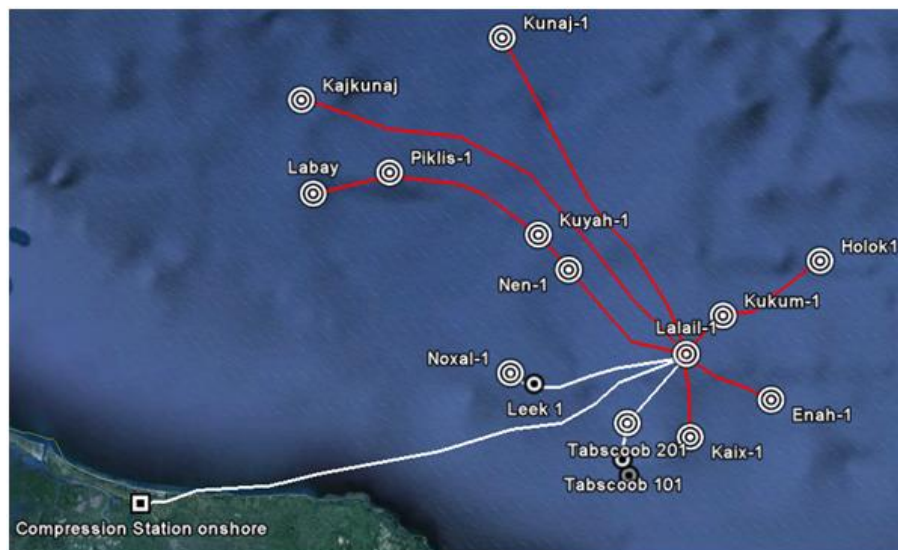 Kunaj-1
Kajkunaj
Piklis-1
Labay
Kuyah-1
Holok1
Nen-1
Kukum-1
Lalail-1
Noxal-1
Leek 1
Enah-1
Tabscoob 201
Kaix-1
Tabscoob 101
Compression Station onshore